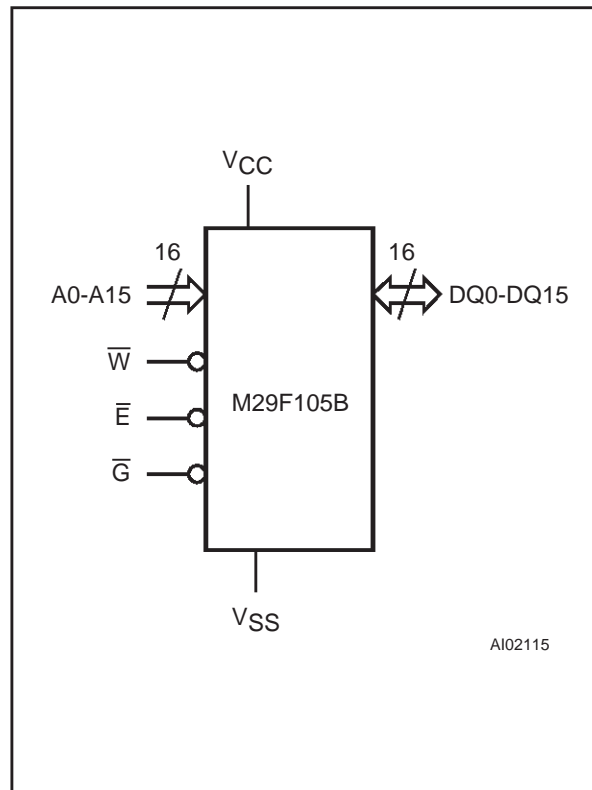 VCC
16
16
A0-A15
DQ0-DQ15
W̅
E̅
M29F105B
G̅
VSS
AI02115